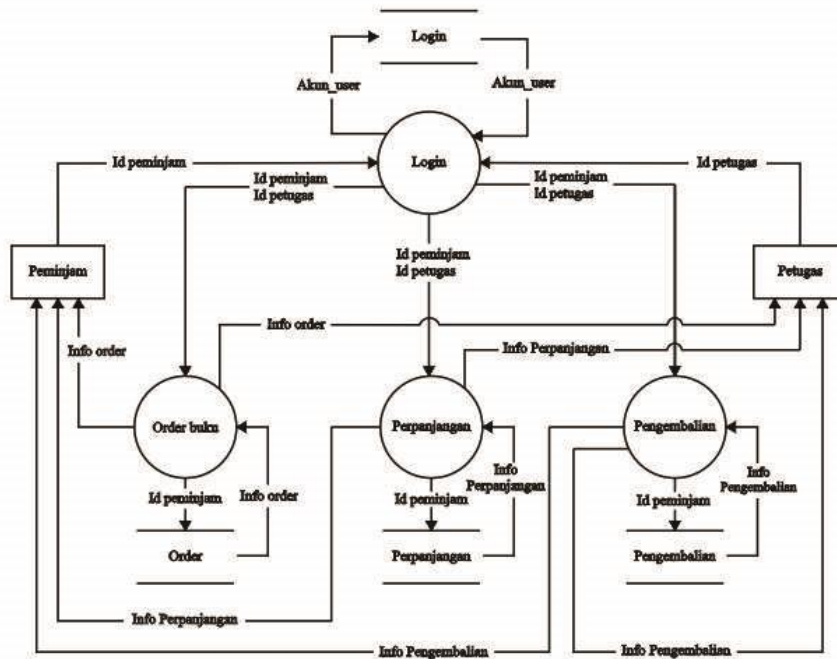 Login
Akun_user
Akun_user
Login
Id peminjam
Id petugas
Id peminjam
Id petugas
Id peminjam
Id petugas
Id peminjam
Id petugas
Peminjam
Petugas
Info order
Info order
Info Perpanjangan
Order buku
Perpanjangan
Pengembalian
Id peminjam
Info order
Id peminjam
Info
Perpanjangan
Id peminjam
Info
Pengembalian
Order
Perpanjangan
Pengembalian
Info Perpanjangan
Info Pengembalian
Info Pengembalian